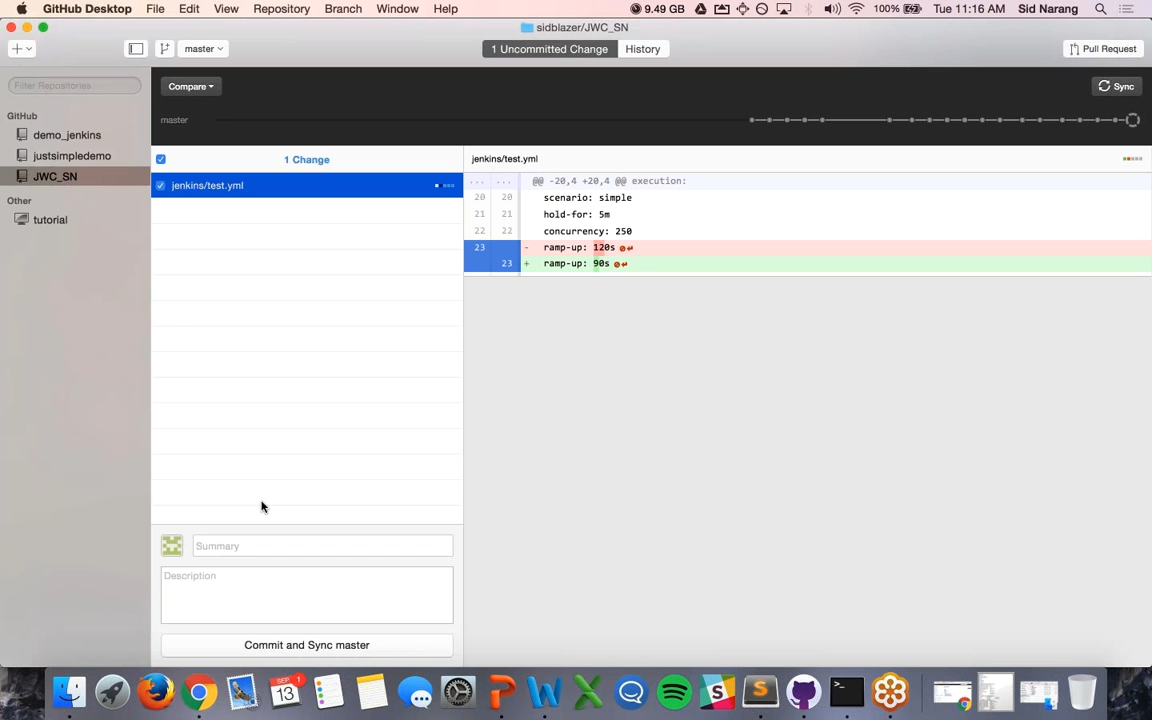 GitHub Desktop File Edit View Repository Branch Window Help 9.49 GB 100% Tue 11:16 AM Sid Narang
sidblazer/JWC_SN
master 1 Uncommitted Change History Pull Request
Filter Repositories
Compare Sync
master
GitHub
demo_jenkins
justsimpledemo
JWC_SN
Other
tutorial
1 Change
jenkins/test.yml
jenkins/test.yml
... ... @@ -20,4 +20,4 @@ execution:
20 20 scenario: simple
21 21 hold-for: 5m
22 22 concurrency: 250
23 - ramp-up: 120s
23 + ramp-up: 90s
Summary
Description
Commit and Sync master
SEP 1
13